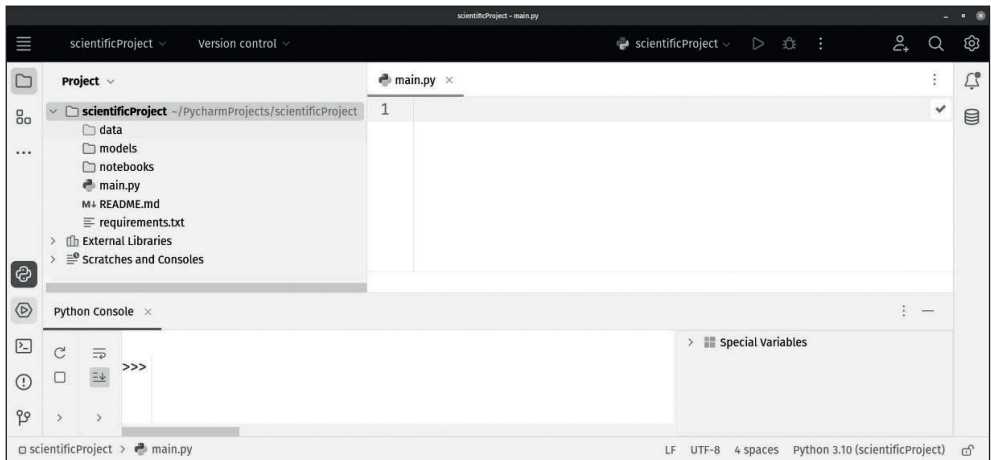 scientificProject – main.py
scientificProject Version control scientificProject
Project main.py
scientificProject ~/PycharmProjects/scientificProject 1
data
models
notebooks
main.py
M↓ README.md
requirements.txt
External Libraries
Scratches and Consoles
Python Console
>>> Special Variables
scientificProject > main.py LF UTF-8 4 spaces Python 3.10 (scientificProject)